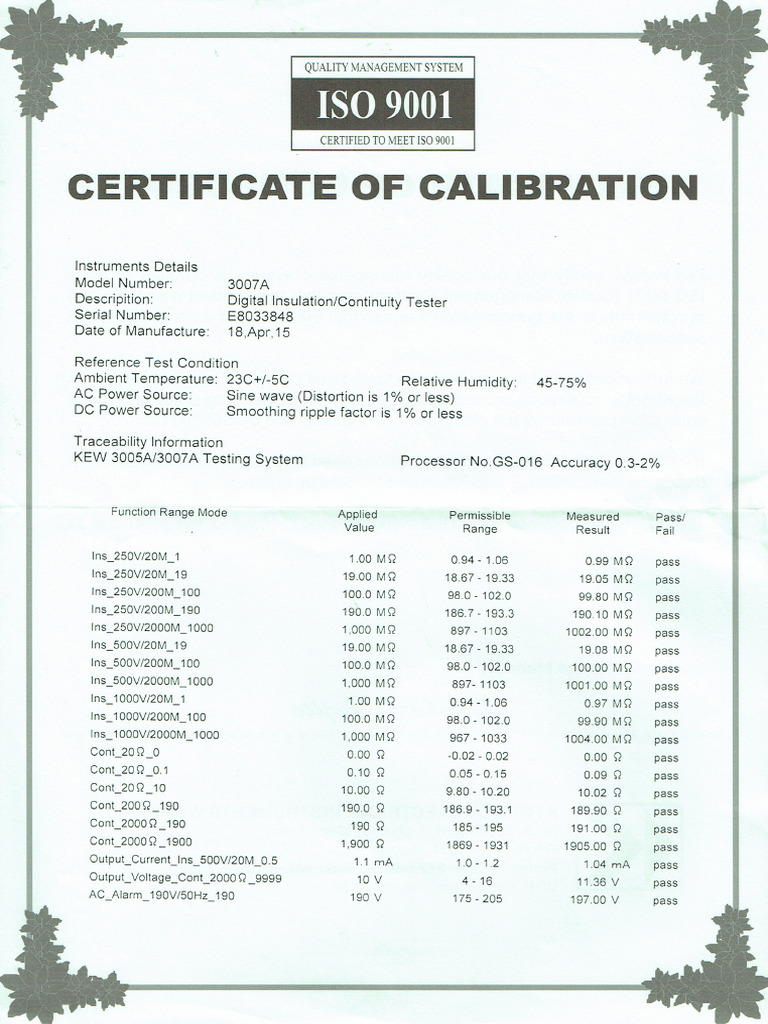 QUALITY MANAGEMENT SYSTEM
ISO 9001
CERTIFIED TO MEET ISO 9001
CERTIFICATE OF CALIBRATION
Instruments Details
Model Number: 3007A
Descripition: Digital Insulation/Continuity Tester
Serial Number: E8033848
Date of Manufacture: 18,Apr,15
Reference Test Condition
Ambient Temperature: 23C+/-5C Relative Humidity: 45-75%
AC Power Source: Sine wave (Distortion is 1% or less)
DC Power Source: Smoothing ripple factor is 1% or less
Traceability Information
KEW 3005A/3007A Testing System Processor No.GS-016 Accuracy 0.3-2%
Function Range Mode Applied Value Permissible Range Measured Result Pass/ Fail
Ins_250V/20M_1 1.00 MΩ 0.94 - 1.06 0.99 MΩ pass
Ins_250V/20M_19 19.00 MΩ 18.67 - 19.33 19.05 MΩ pass
Ins_250V/200M_100 100.0 MΩ 98.0 - 102.0 99.80 MΩ pass
Ins_250V/200M_190 190.0 MΩ 186.7 - 193.3 190.10 MΩ pass
Ins_250V/2000M_1000 1,000 MΩ 897 - 1103 1002.00 MΩ pass
Ins_500V/20M_19 19.00 MΩ 18.67 - 19.33 19.08 MΩ pass
Ins_500V/200M_100 100.0 MΩ 98.0 - 102.0 100.00 MΩ pass
Ins_500V/2000M_1000 1,000 MΩ 897- 1103 1001.00 MΩ pass
Ins_1000V/20M_1 1.00 MΩ 0.94 - 1.06 0.97 MΩ pass
Ins_1000V/200M_100 100.0 MΩ 98.0 - 102.0 99.90 MΩ pass
Ins_1000V/2000M_1000 1,000 MΩ 967 - 1033 1004.00 MΩ pass
Cont_20Ω_0 0.00 Ω -0.02 - 0.02 0.00 Ω pass
Cont_20Ω_0.1 0.10 Ω 0.05 - 0.15 0.09 Ω pass
Cont_20Ω_10 10.00 Ω 9.80 - 10.20 10.02 Ω pass
Cont_200Ω_190 190.0 Ω 186.9 - 193.1 189.90 Ω pass
Cont_2000Ω_190 190 Ω 185 - 195 191.00 Ω pass
Cont_2000Ω_1900 1,900 Ω 1869 - 1931 1905.00 Ω pass
Output_Current_Ins_500V/20M_0.5 1.1 mA 1.0 - 1.2 1.04 mA pass
Output_Voltage_Cont_2000Ω_9999 10 V 4 - 16 11.36 V pass
AC_Alarm_190V/50Hz_190 190 V 175 - 205 197.00 V pass